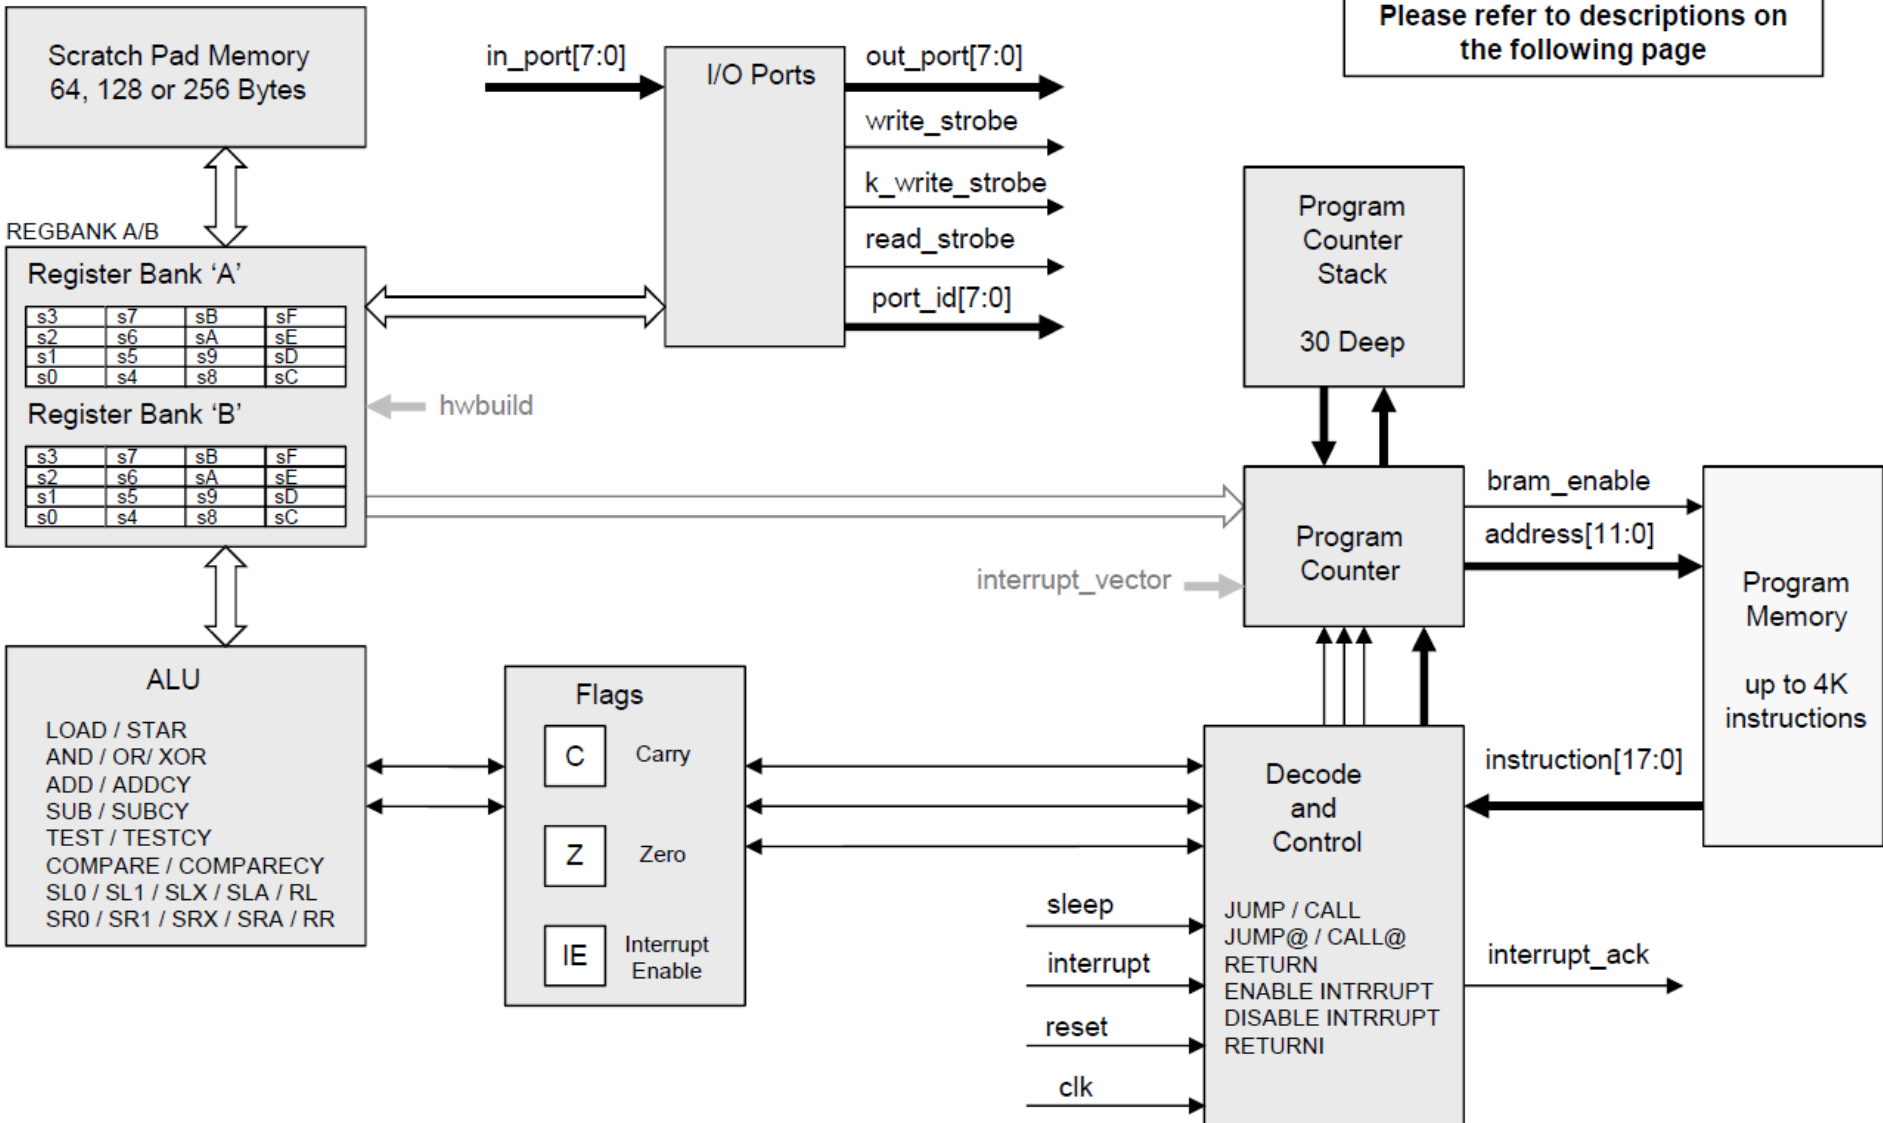 Please refer to descriptions on
the following page
Scratch Pad Memory
64, 128 or 256 Bytes
in_port[7:0]
I/O Ports
out_port[7:0]
write_strobe
k_write_strobe
read_strobe
port_id[7:0]
REGBANK A/B
Register Bank ‘A’
s3 s7 sB sF
s2 s6 sA sE
s1 s5 s9 sD
s0 s4 s8 sC
Register Bank ‘B’
s3 s7 sB sF
s2 s6 sA sE
s1 s5 s9 sD
s0 s4 s8 sC
hwbuild
Program
Counter
Stack
30 Deep
Program
Counter
interrupt_vector
bram_enable
address[11:0]
Program
Memory
up to 4K
instructions
instruction[17:0]
ALU
LOAD / STAR
AND / OR/ XOR
ADD / ADDCY
SUB / SUBCY
TEST / TESTCY
COMPARE / COMPARECY
SL0 / SL1 / SLX / SLA / RL
SR0 / SR1 / SRX / SRA / RR
Flags
C Carry
Z Zero
IE Interrupt
Enable
Decode
and
Control
JUMP / CALL
JUMP@ / CALL@
RETURN
ENABLE INTRRUPT
DISABLE INTRRUPT
RETURNI
sleep
interrupt
reset
clk
interrupt_ack